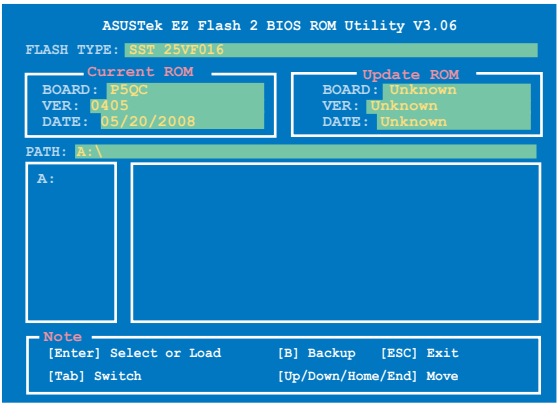 ASUSTek EZ Flash 2 BIOS ROM Utility V3.06
FLASH TYPE: SST 25VF016
Current ROM
BOARD: P5QC
VER: 0405
DATE: 05/20/2008
Update ROM
BOARD: Unknown
VER: Unknown
DATE: Unknown
PATH: A:\
A:
Note
[Enter] Select or Load [B] Backup [ESC] Exit
[Tab] Switch [Up/Down/Home/End] Move